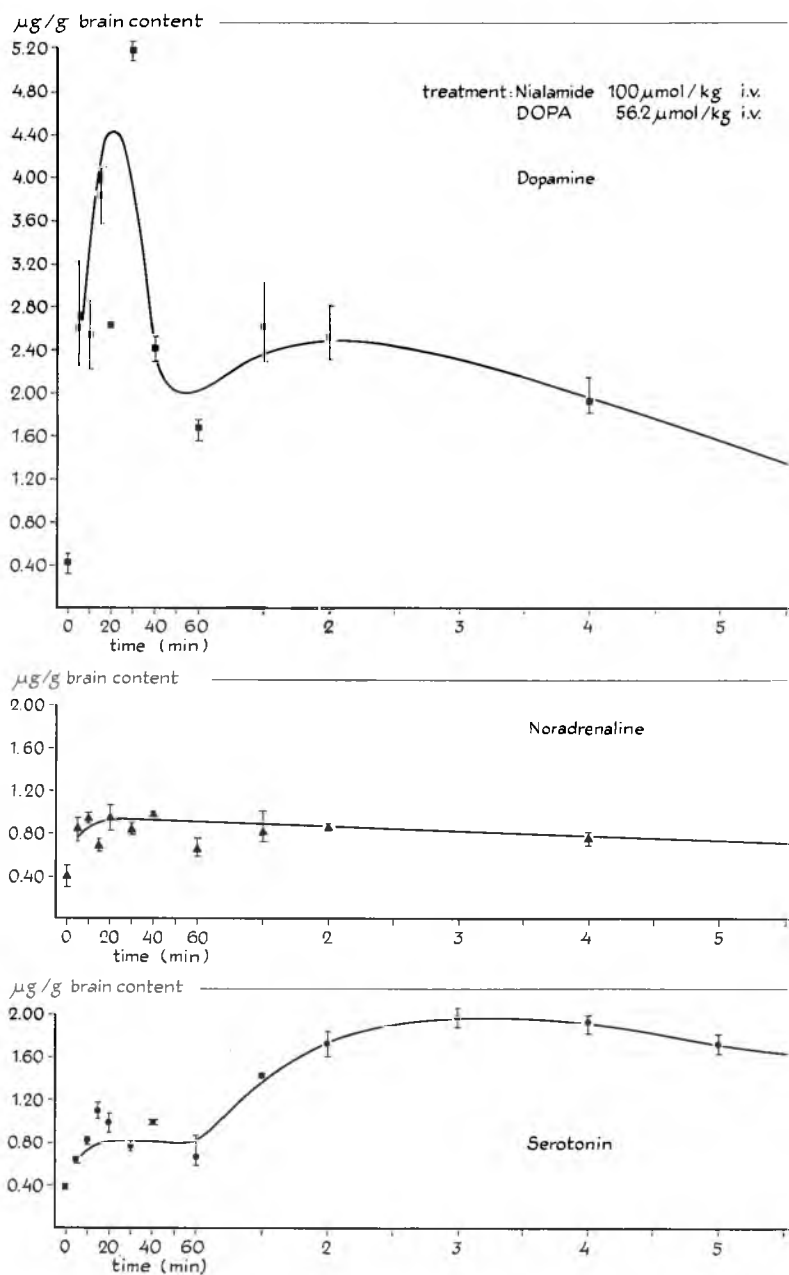 µg/g brain content
5.20
4.80
4.40
4.00
3.60
3.20
2.80
2.40
2.00
1.60
1.20
0.80
0.40
treatment: Nialamide 100 µmol/kg i.v.
DOPA 56.2 µmol/kg i.v.
Dopamine
0 20 40 60 2 3 4 5
time (min)
µg/g brain content
2.00
1.60
1.20
0.80
0.40
Noradrenaline
0 20 40 60 2 3 4 5
time (min)
µg/g brain content
2.00
1.60
1.20
0.80
0.40
Serotonin
0 20 40 60 2 3 4 5
time (min)